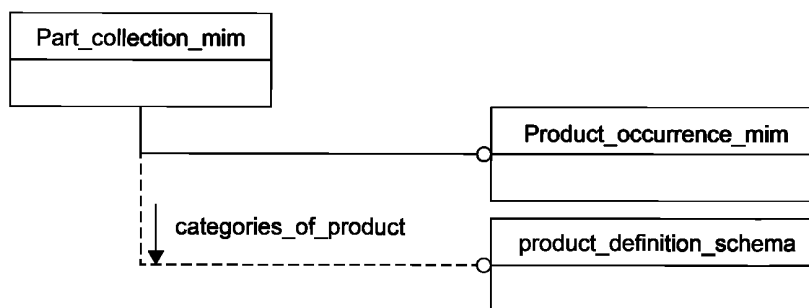 Part_collection_mim
Product_occurrence_mim
categories_of_product
product_definition_schema